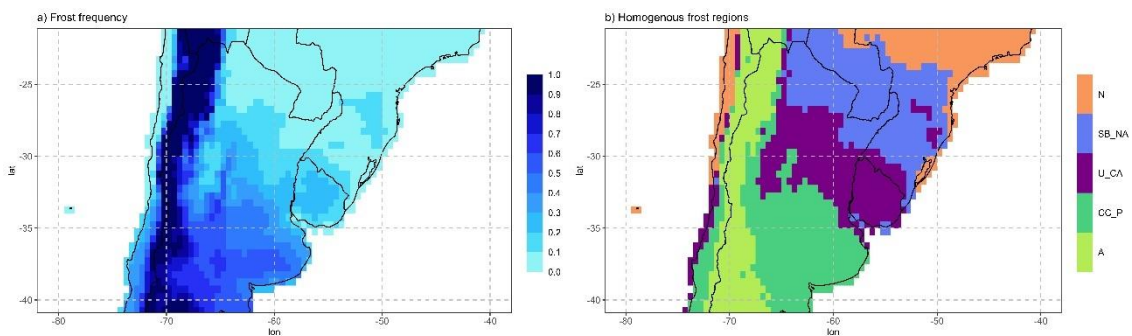 a) Frost frequency
-25
-30
-35
-40
lat
-80
-70
-60
-50
-40
lon
1.0
0.9
0.8
0.7
0.6
0.5
0.4
0.3
0.2
0.1
0.0
b) Homogenous frost regions
-25
-30
-35
-40
lat
-80
-70
-60
-50
-40
lon
N
SB_NA
U_CA
CC_P
A